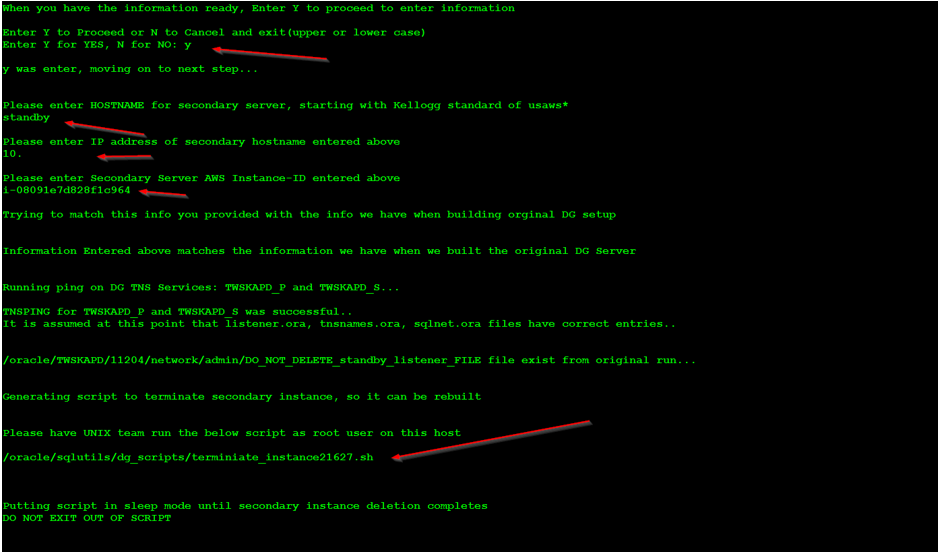 When you have the information ready, Enter Y to proceed to enter information
Enter Y to Proceed or N to Cancel and exit(upper or lower case)
Enter Y for YES, N for NO: y
y was enter, moving on to next step...
Please enter HOSTNAME for secondary server, starting with Kellogg standard of usaws*
standby
Please enter IP address of secondary hostname entered above
10.
Please enter Secondary Server AWS Instance-ID entered above
i-08091e7d828f1c964
Trying to match this info you provided with the info we have when building orginal DG setup
Information Entered above matches the information we have when we built the original DG Server
Running ping on DG TNS Services: TWSKAPD_P and TWSKAPD_S...
TNSPING for TWSKAPD_P and TWSKAPD_S was successful..
It is assumed at this point that listener.ora, tnsnames.ora, sqlnet.ora files have correct entries..
/oracle/TWSKAPD/11204/network/admin/DO_NOT_DELETE_standby_listener_FILE file exist from original run...
Generating script to terminate secondary instance, so it can be rebuilt
Please have UNIX team run the below script as root user on this host
/oracle/sqlutils/dg_scripts/terminiate_instance21627.sh
Putting script in sleep mode until secondary instance deletion completes
DO NOT EXIT OUT OF SCRIPT